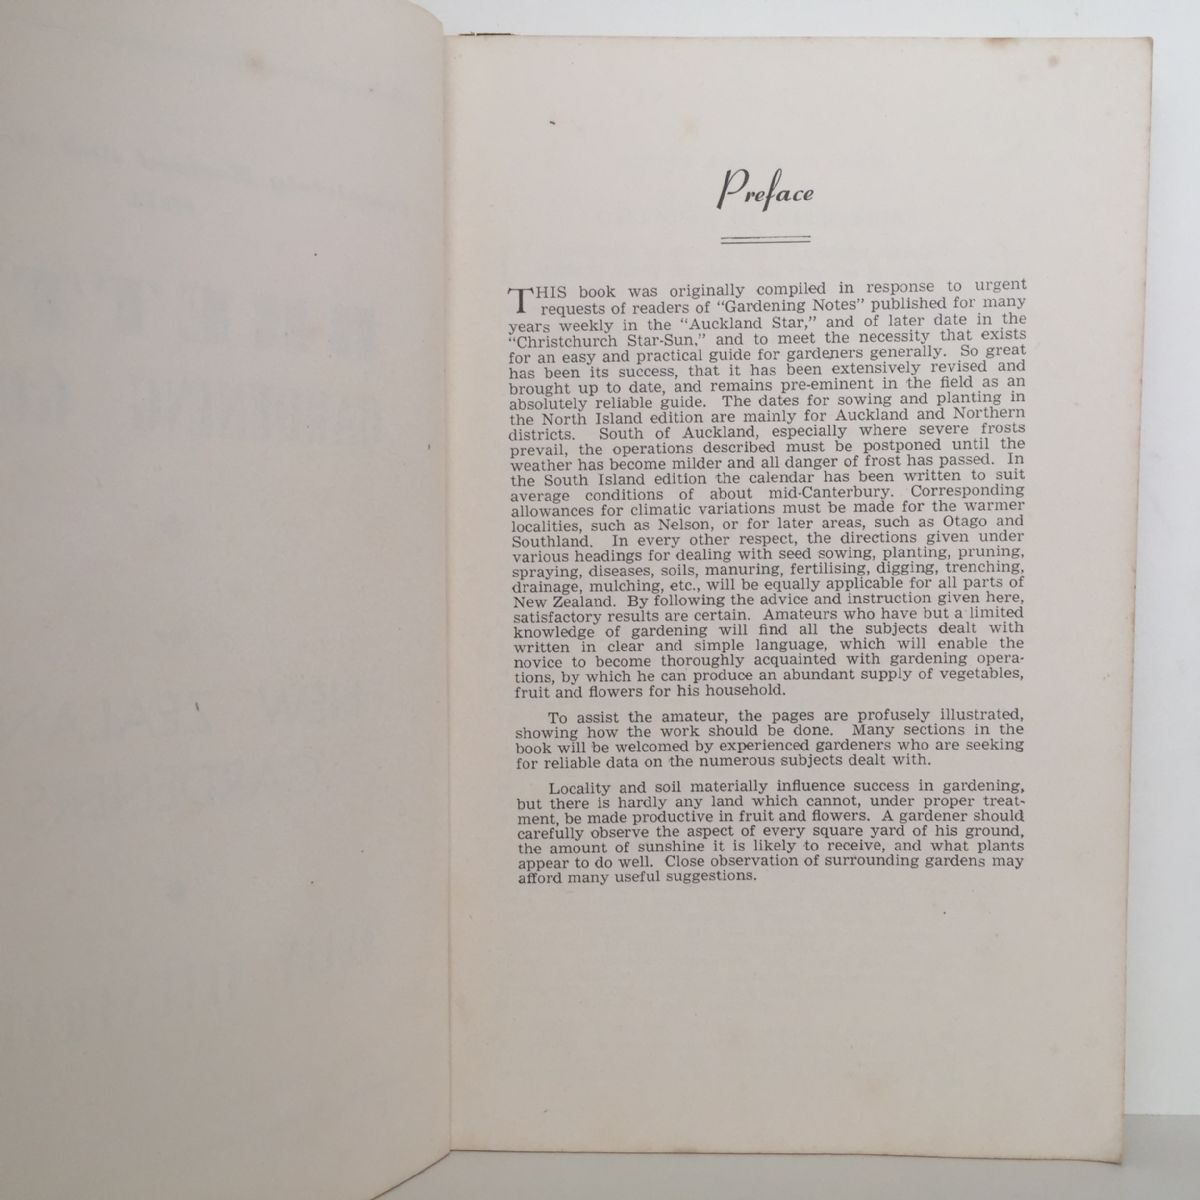 Preface
THIS book was originally compiled in response to urgent
requests of readers of "Gardening Notes" published for many
years weekly in the "Auckland Star," and of later date in the
"Christchurch Star-Sun," and to meet the necessity that exists
for an easy and practical guide for gardeners generally. So great
has been its success, that it has been extensively revised and
brought up to date, and remains pre-eminent in the field as an
absolutely reliable guide. The dates for sowing and planting in
the North Island edition are mainly for Auckland and Northern
districts. South of Auckland, especially where severe frosts
prevail, the operations described must be postponed until the
weather has become milder and all danger of frost has passed. In
the South Island edition the calendar has been written to suit
average conditions of about mid-Canterbury. Corresponding
allowances for climatic variations must be made for the warmer
localities, such as Nelson, or for later areas, such as Otago and
Southland. In every other respect, the directions given under
various headings for dealing with seed sowing, planting, pruning,
spraying, diseases, soils, manuring, fertilising, digging, trenching,
drainage, mulching, etc., will be equally applicable for all parts of
New Zealand. By following the advice and instruction given here,
satisfactory results are certain. Amateurs who have but a limited
knowledge of gardening will find all the subjects dealt with
written in clear and simple language, which will enable the
novice to become thoroughly acquainted with gardening opera-
tions, by which he can produce an abundant supply of vegetables,
fruit and flowers for his household.
To assist the amateur, the pages are profusely illustrated,
showing how the work should be done. Many sections in the
book will be welcomed by experienced gardeners who are seeking
for reliable data on the numerous subjects dealt with.
Locality and soil materially influence success in gardening,
but there is hardly any land which cannot, under proper treat-
ment, be made productive in fruit and flowers. A gardener should
carefully observe the aspect of every square yard of his ground,
the amount of sunshine it is likely to receive, and what plants
appear to do well. Close observation of surrounding gardens may
afford many useful suggestions.